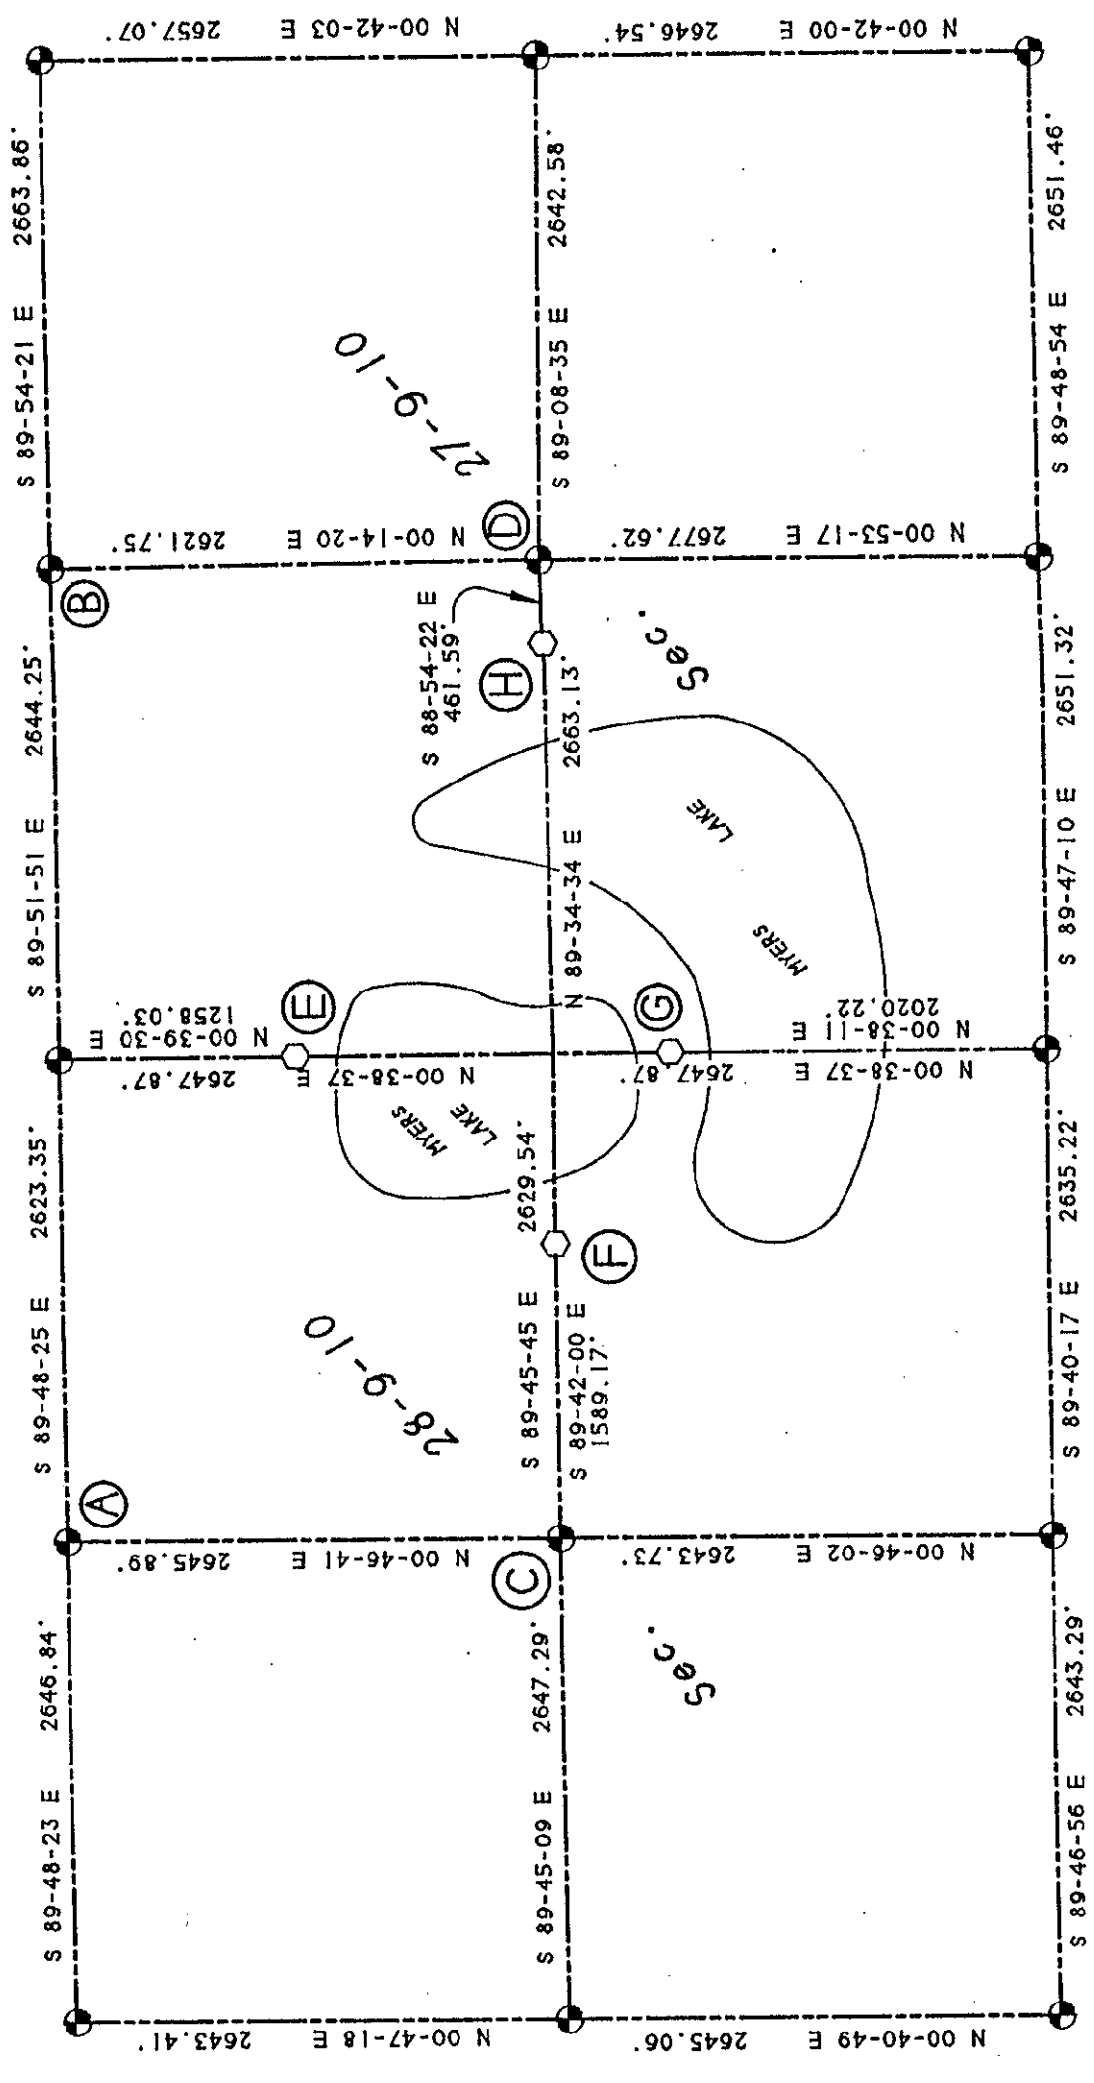 S 89-48-23 E 2646.84'
S 89-48-25 E 2623.35'
S 89-51-51 E 2644.25'
S 89-54-21 E 2663.86'
A
B
N 00-47-18 E 2643.41'
N 00-46-41 E 2645.89'
N 00-38-37 E 2647.87'
N 00-39-30 E
1258.03'
E
N 00-14-20 E 2621.75'
N 00-42-03 E 2657.07'
28-9-10
27-9-10
MYERS
LAKE
S 88-54-22 E
461.59'
C
D
H
S 89-45-09 E 2647.29'
S 89-45-45 E 2629.54'
S 89-42-00 E
1589.17'
F
N 89-34-34 E 2663.13'
S 89-08-35 E 2642.58'
Sec.
Sec.
G
MYERS
LAKE
N 00-40-49 E 2645.06'
N 00-46-02 E 2643.73'
N 00-38-37 E 2647.87'
N 00-38-11 E
2020.22'
N 00-53-17 E 2677.62'
N 00-42-00 E 2646.54'
S 89-46-56 E 2643.29'
S 89-40-17 E 2635.22'
S 89-47-10 E 2651.32'
S 89-48-54 E 2651.46'